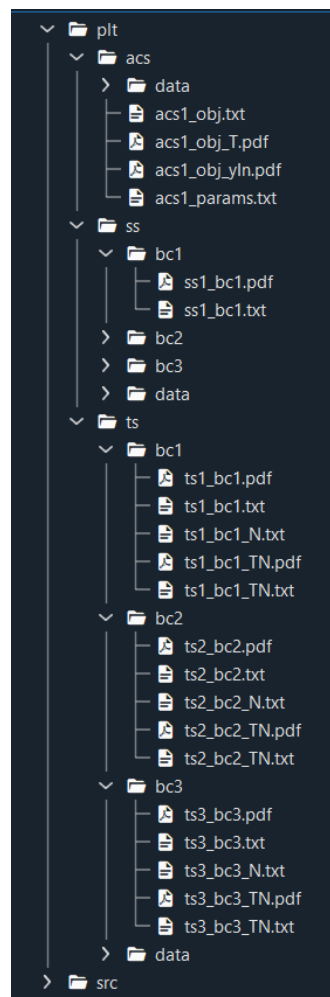 plt
acs
data
acs1_obj.txt
acs1_obj_T.pdf
acs1_obj_yIn.pdf
acs1_params.txt
ss
bc1
ss1_bc1.pdf
ss1_bc1.txt
bc2
bc3
data
ts
bc1
ts1_bc1.pdf
ts1_bc1.txt
ts1_bc1_N.txt
ts1_bc1_TN.pdf
ts1_bc1_TN.txt
bc2
ts2_bc2.pdf
ts2_bc2.txt
ts2_bc2_N.txt
ts2_bc2_TN.pdf
ts2_bc2_TN.txt
bc3
ts3_bc3.pdf
ts3_bc3.txt
ts3_bc3_N.txt
ts3_bc3_TN.pdf
ts3_bc3_TN.txt
data
src